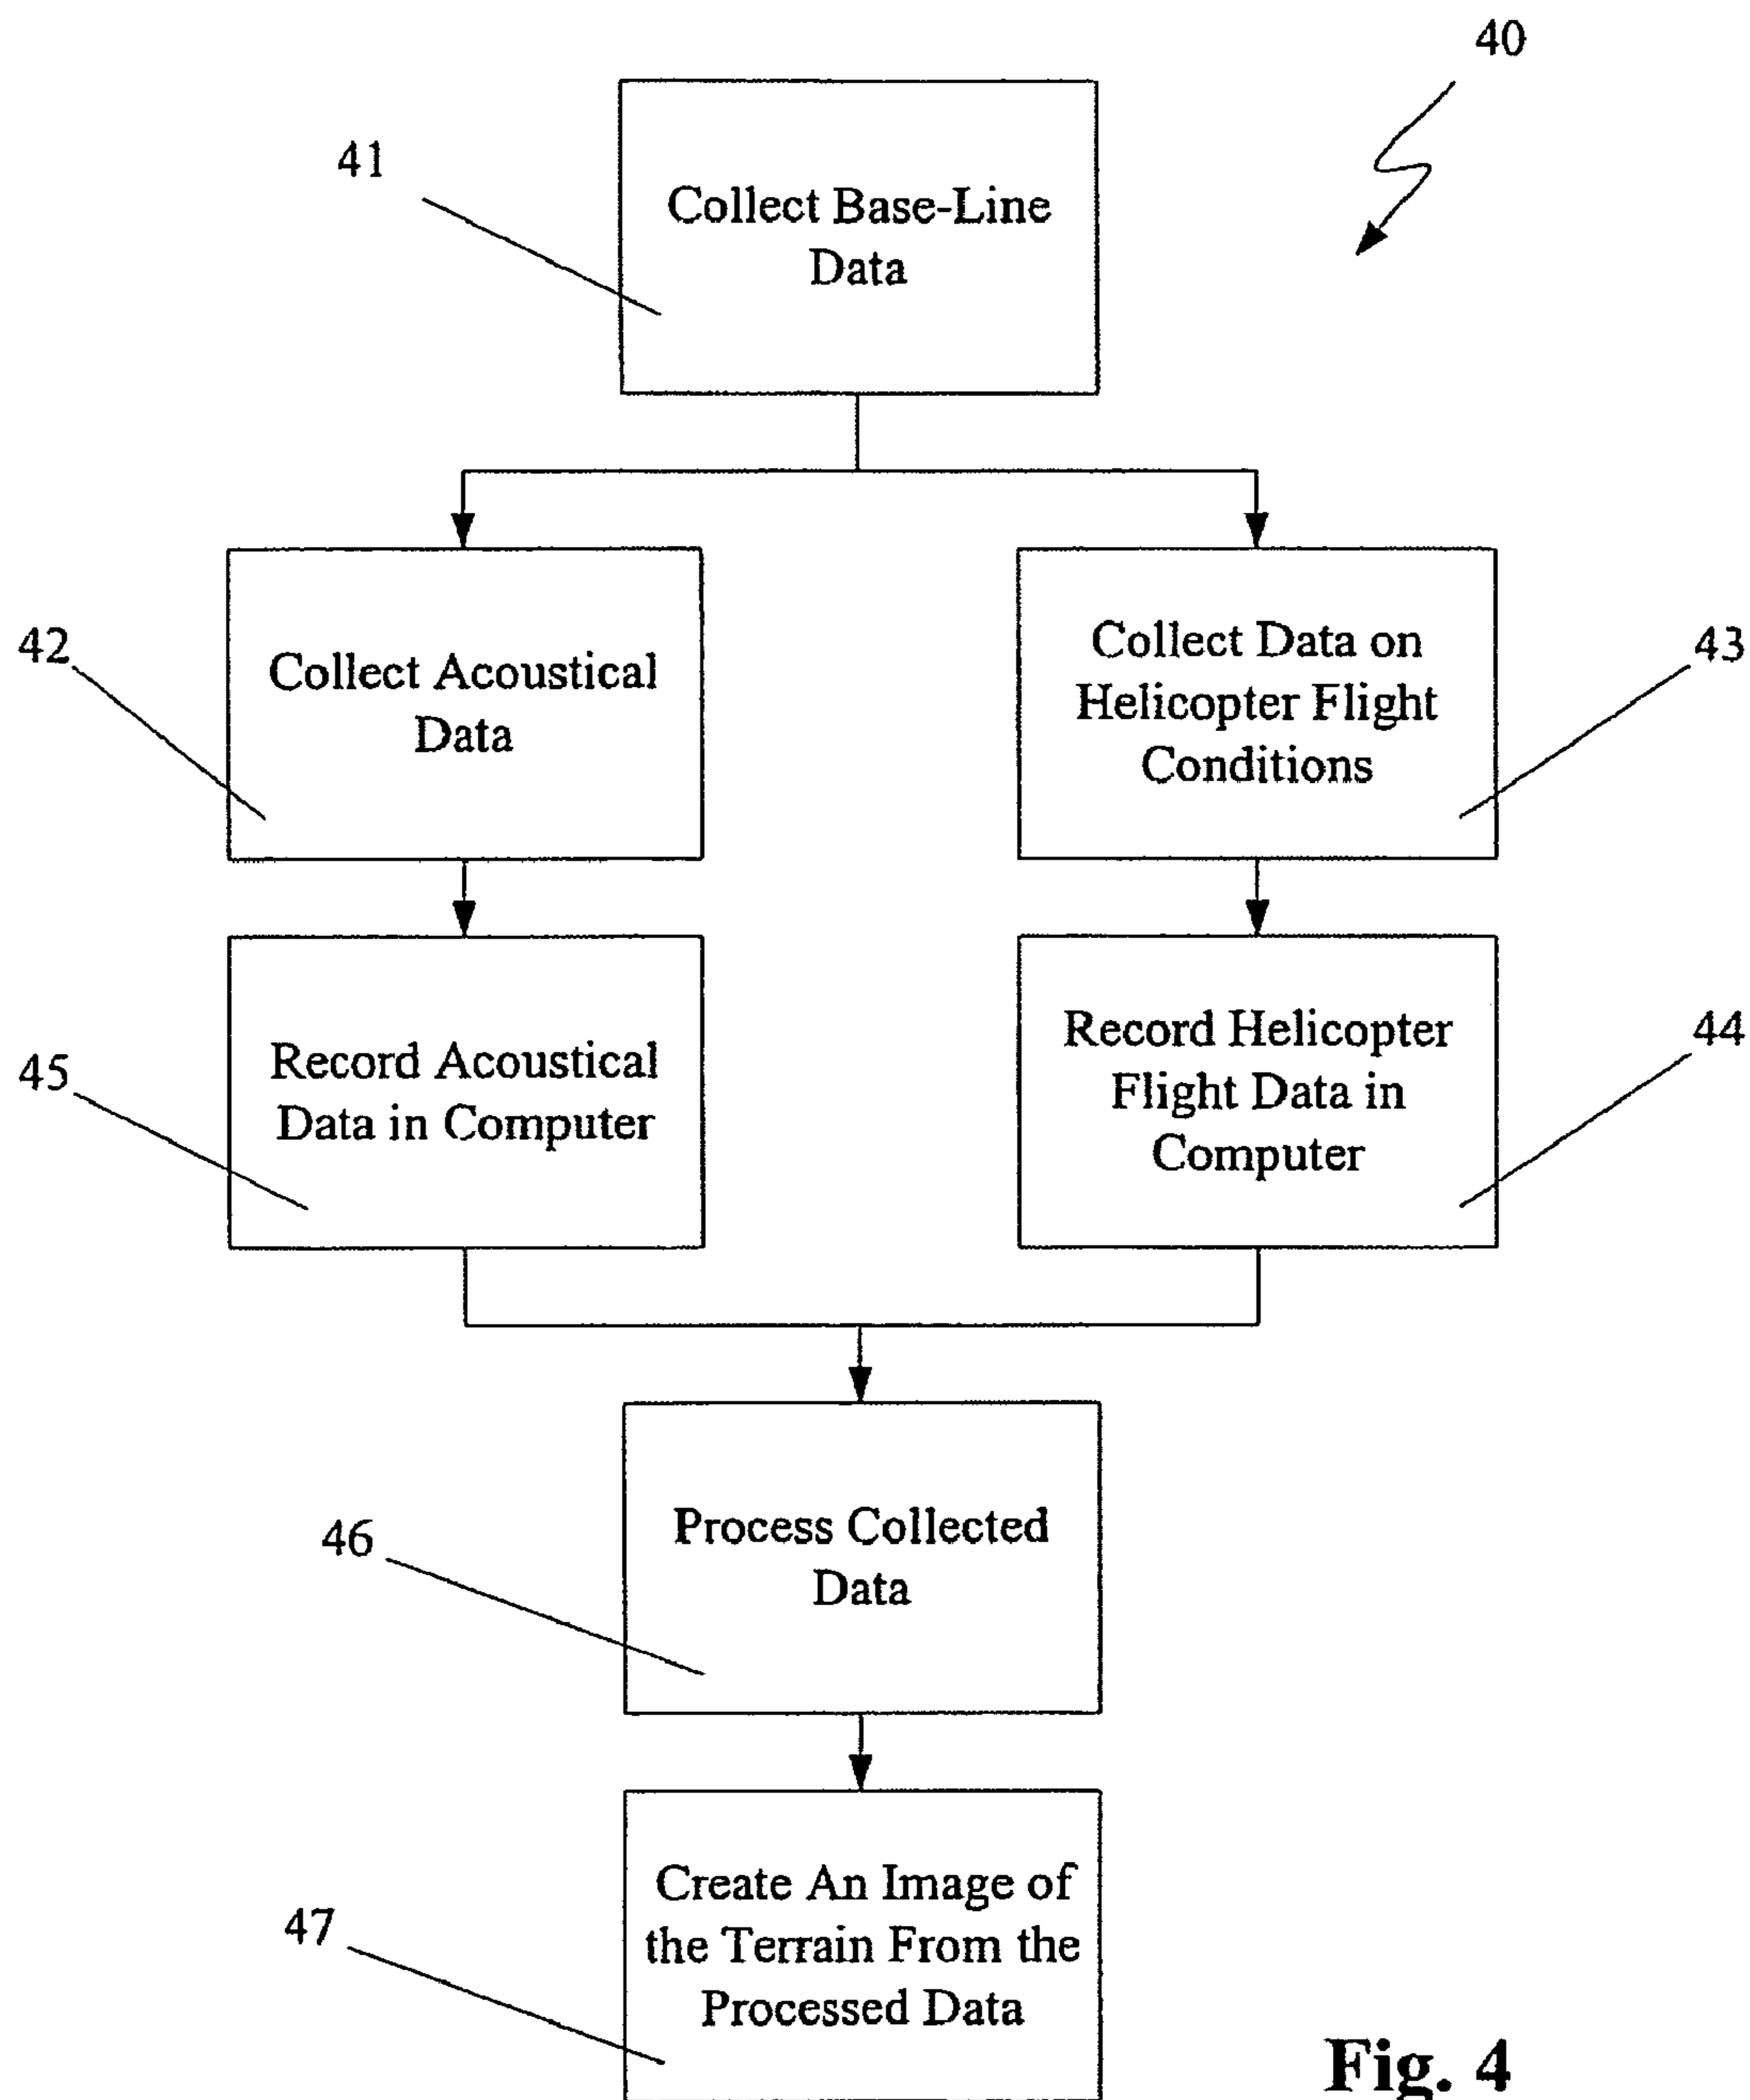 40
41
Collect Base-Line
Data
42
Collect Acoustical
Data
43
Collect Data on
Helicopter Flight
Conditions
45
Record Acoustical
Data in Computer
44
Record Helicopter
Flight Data in
Computer
46
Process Collected
Data
47
Create An Image of
the Terrain From the
Processed Data
Fig. 4